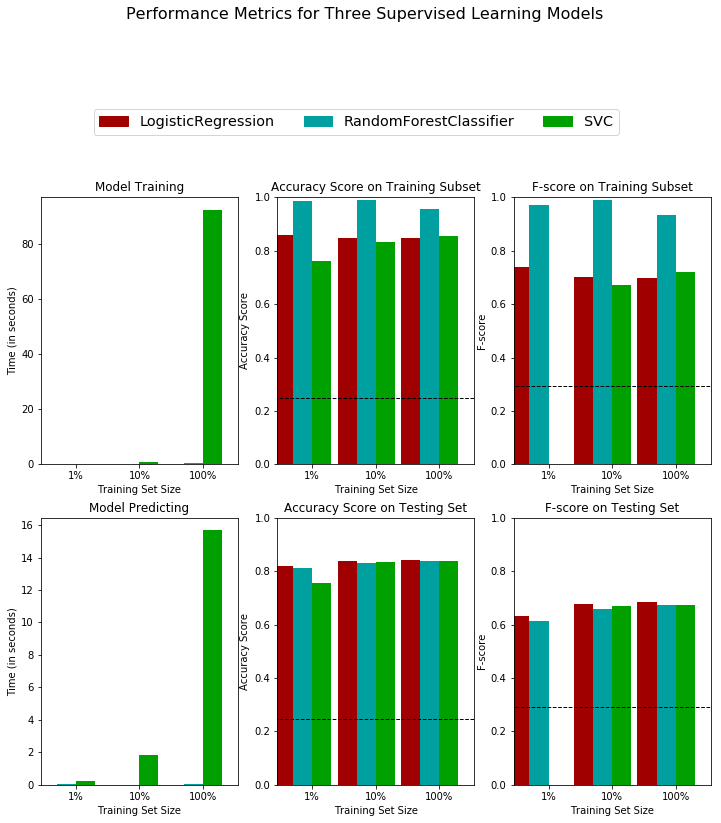 Performance Metrics for Three Supervised Learning Models
LogisticRegression RandomForestClassifier SVC
Model Training
Time (in seconds)
80
60
40
20
0
1% 10% 100%
Training Set Size
Accuracy Score on Training Subset
Accuracy Score
1.0
0.8
0.6
0.4
0.2
0.0
1% 10% 100%
Training Set Size
F-score on Training Subset
F-score
1.0
0.8
0.6
0.4
0.2
0.0
1% 10% 100%
Training Set Size
Model Predicting
Time (in seconds)
16
14
12
10
8
6
4
2
0
1% 10% 100%
Training Set Size
Accuracy Score on Testing Set
Accuracy Score
1.0
0.8
0.6
0.4
0.2
0.0
1% 10% 100%
Training Set Size
F-score on Testing Set
F-score
1.0
0.8
0.6
0.4
0.2
0.0
1% 10% 100%
Training Set Size